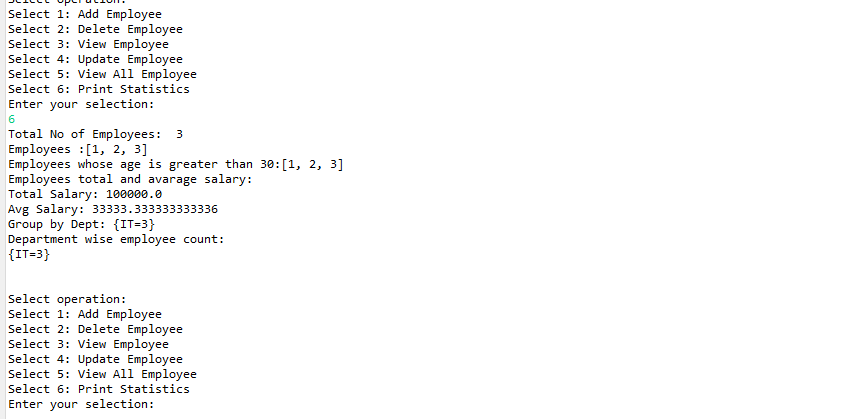 Select operation:
Select 1: Add Employee
Select 2: Delete Employee
Select 3: View Employee
Select 4: Update Employee
Select 5: View All Employee
Select 6: Print Statistics
Enter your selection:
6
Total No of Employees:  3
Employees :[1, 2, 3]
Employees whose age is greater than 30:[1, 2, 3]
Employees total and avarage salary:
Total Salary: 100000.0
Avg Salary: 33333.333333333336
Group by Dept: {IT=3}
Department wise employee count:
{IT=3}
Select operation:
Select 1: Add Employee
Select 2: Delete Employee
Select 3: View Employee
Select 4: Update Employee
Select 5: View All Employee
Select 6: Print Statistics
Enter your selection: